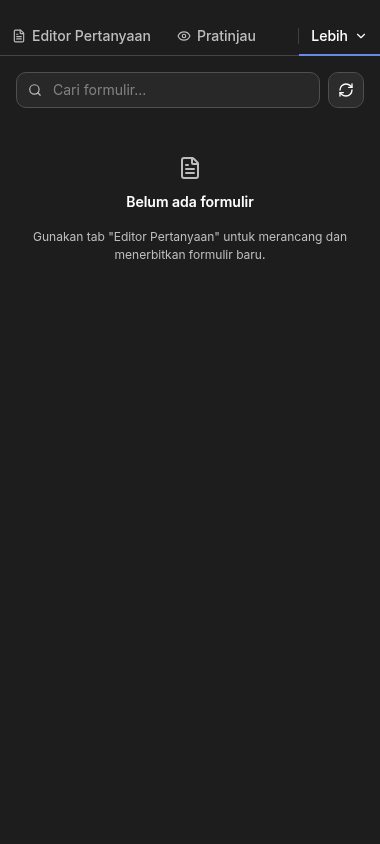 Editor Pertanyaan
Pratinjau
Lebih
Cari formulir...
Belum ada formulir
Gunakan tab "Editor Pertanyaan" untuk merancang dan
menerbitkan formulir baru.